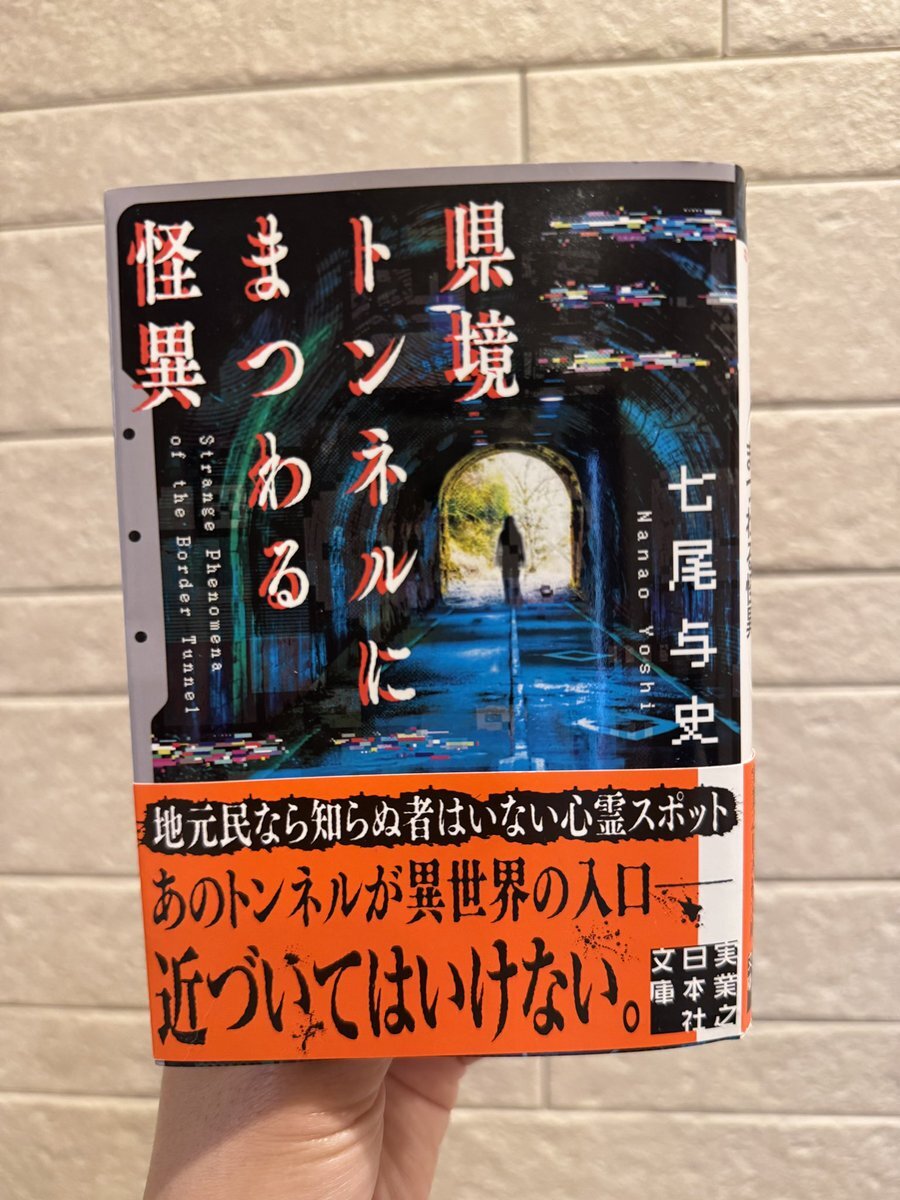 県境
トンネルに
まつわる
怪異
Strange Phenomena
of the Border Tunnel
七尾与史
Nanao Yoshi
地元民なら知らぬ者はいない心霊スポット
あのトンネルが異世界の入口――
近づいてはいけない。
実業之
日本社
文庫